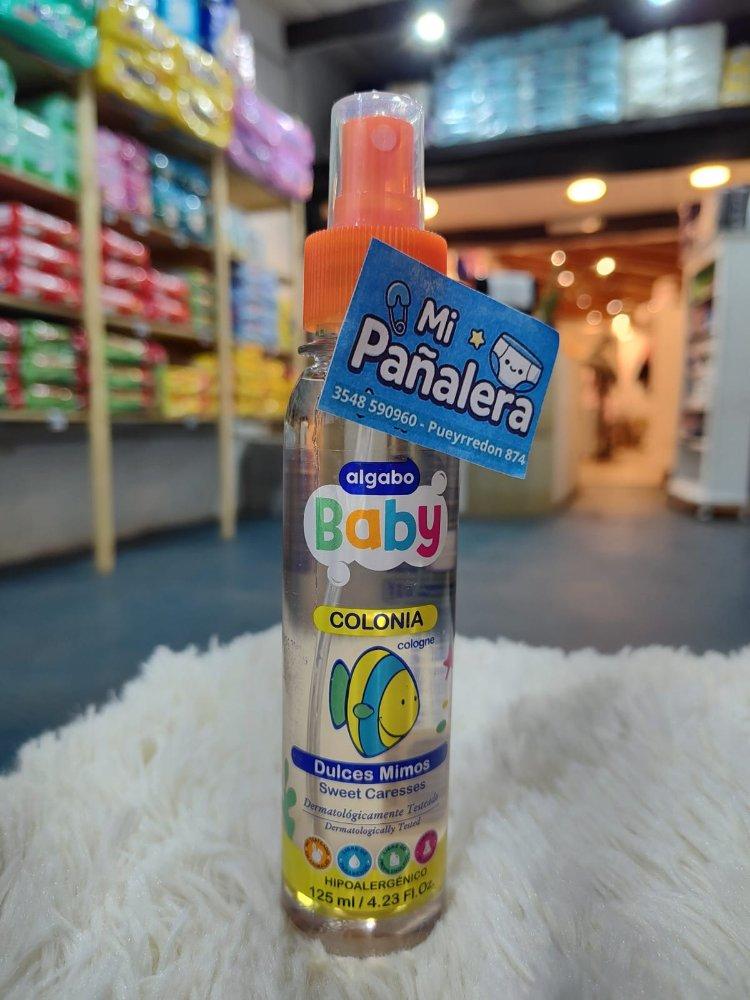 Mi
Pañalera
3548 590960 - Pueyrredon 874
algabo
Baby
COLONIA
cologne
Dulces Mimos
Sweet Caresses
Dermatológicamente Testeado
Dermatologically Tested
HIPOALERGÉNICO
125 ml / 4.23 Fl.Oz.